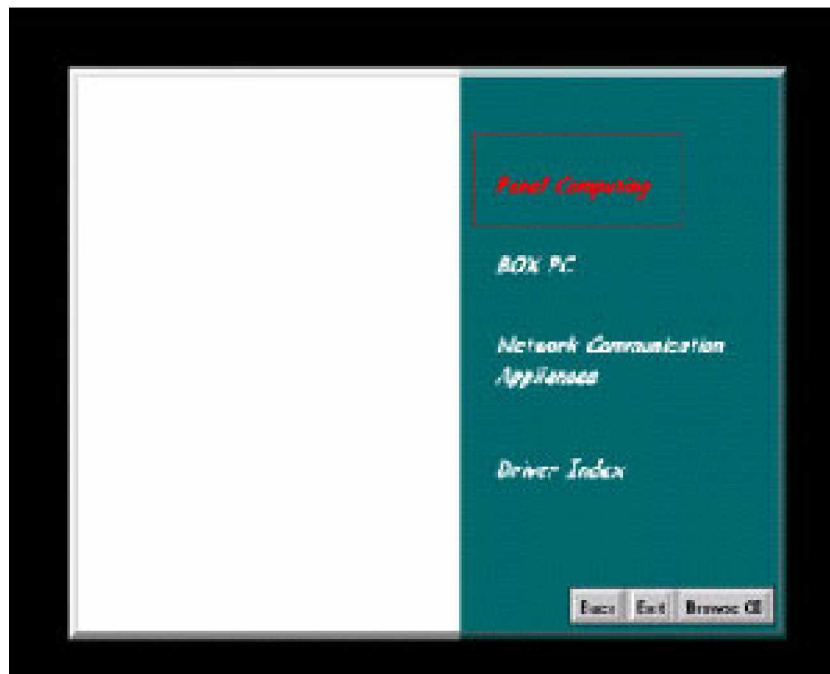 Panel Computing
BOX PC
Network Communication
Appliances
Driver Index
Back Exit Browse CD